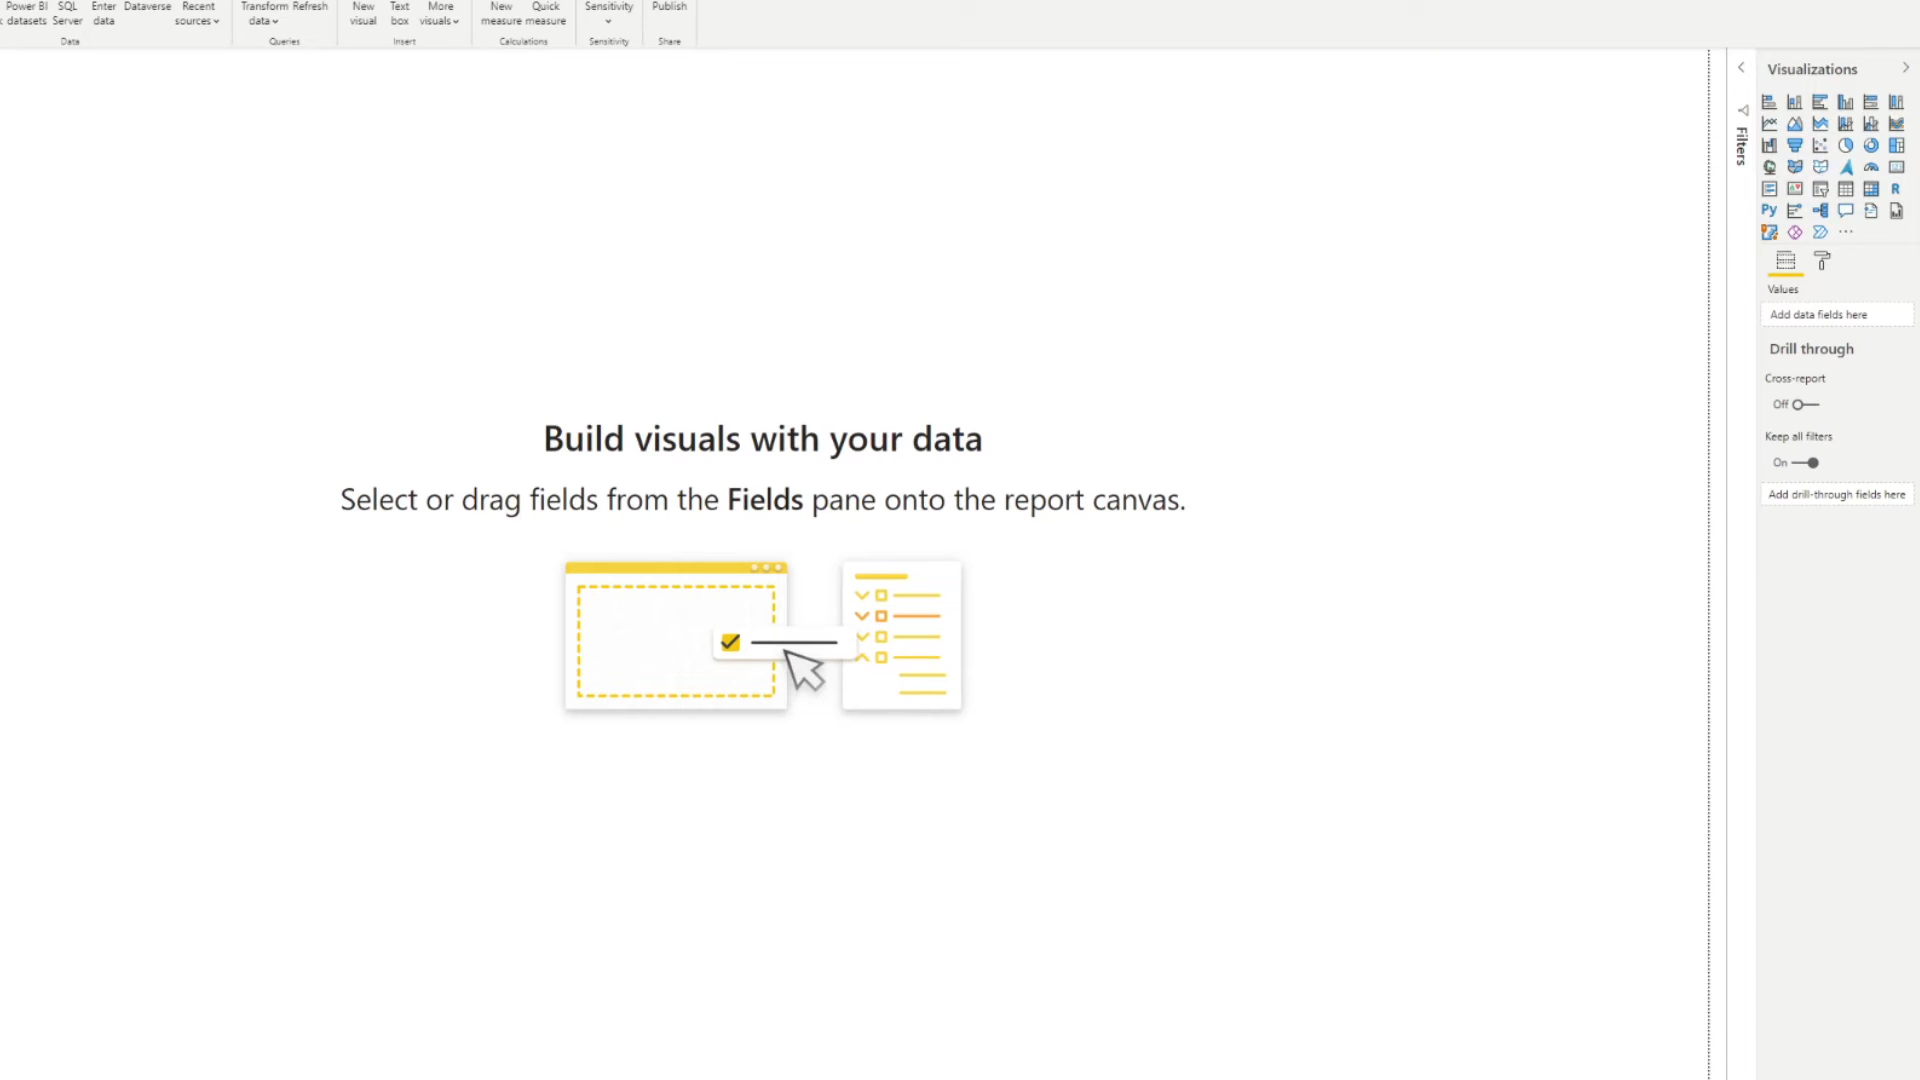 Power BI SQL Enter Dataverse Recent Transform Refresh New Text More New Quick Sensitivity Publish
datasets Server data sources data visual box visuals measure measure
Data Queries Insert Calculations Sensitivity Share
Visualizations
Filters
R
Py
...
Values
Add data fields here
Drill through
Cross-report
Off
Keep all filters
On
Add drill-through fields here
Build visuals with your data
Select or drag fields from the Fields pane onto the report canvas.